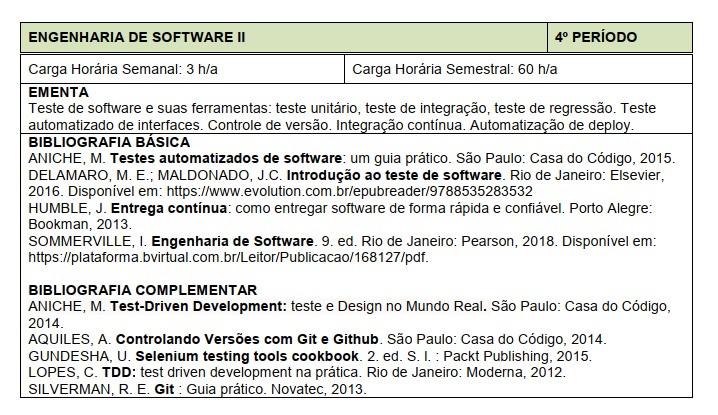 ENGENHARIA DE SOFTWARE II 4º PERÍODO
Carga Horária Semanal: 3 h/a Carga Horária Semestral: 60 h/a
EMENTA
Teste de software e suas ferramentas: teste unitário, teste de integração, teste de regressão. Teste
automatizado de interfaces. Controle de versão. Integração contínua. Automatização de deploy.
BIBLIOGRAFIA BÁSICA
ANICHE, M. Testes automatizados de software: um guia prático. São Paulo: Casa do Código, 2015.
DELAMARO, M. E.; MALDONADO, J.C. Introdução ao teste de software. Rio de Janeiro: Elsevier,
2016. Disponível em: https://www.evolution.com.br/epubreader/9788535283532
HUMBLE, J. Entrega contínua: como entregar software de forma rápida e confiável. Porto Alegre:
Bookman, 2013.
SOMMERVILLE, I. Engenharia de Software. 9. ed. Rio de Janeiro: Pearson, 2018. Disponível em:
https://plataforma.bvirtual.com.br/Leitor/Publicacao/168127/pdf.
BIBLIOGRAFIA COMPLEMENTAR
ANICHE, M. Test-Driven Development: teste e Design no Mundo Real. São Paulo: Casa do Código,
2014.
AQUILES, A. Controlando Versões com Git e Github. São Paulo: Casa do Código, 2014.
GUNDESHA, U. Selenium testing tools cookbook. 2. ed. S. I. : Packt Publishing, 2015.
LOPES, C. TDD: test driven development na prática. Rio de Janeiro: Moderna, 2012.
SILVERMAN, R. E. Git : Guia prático. Novatec, 2013.